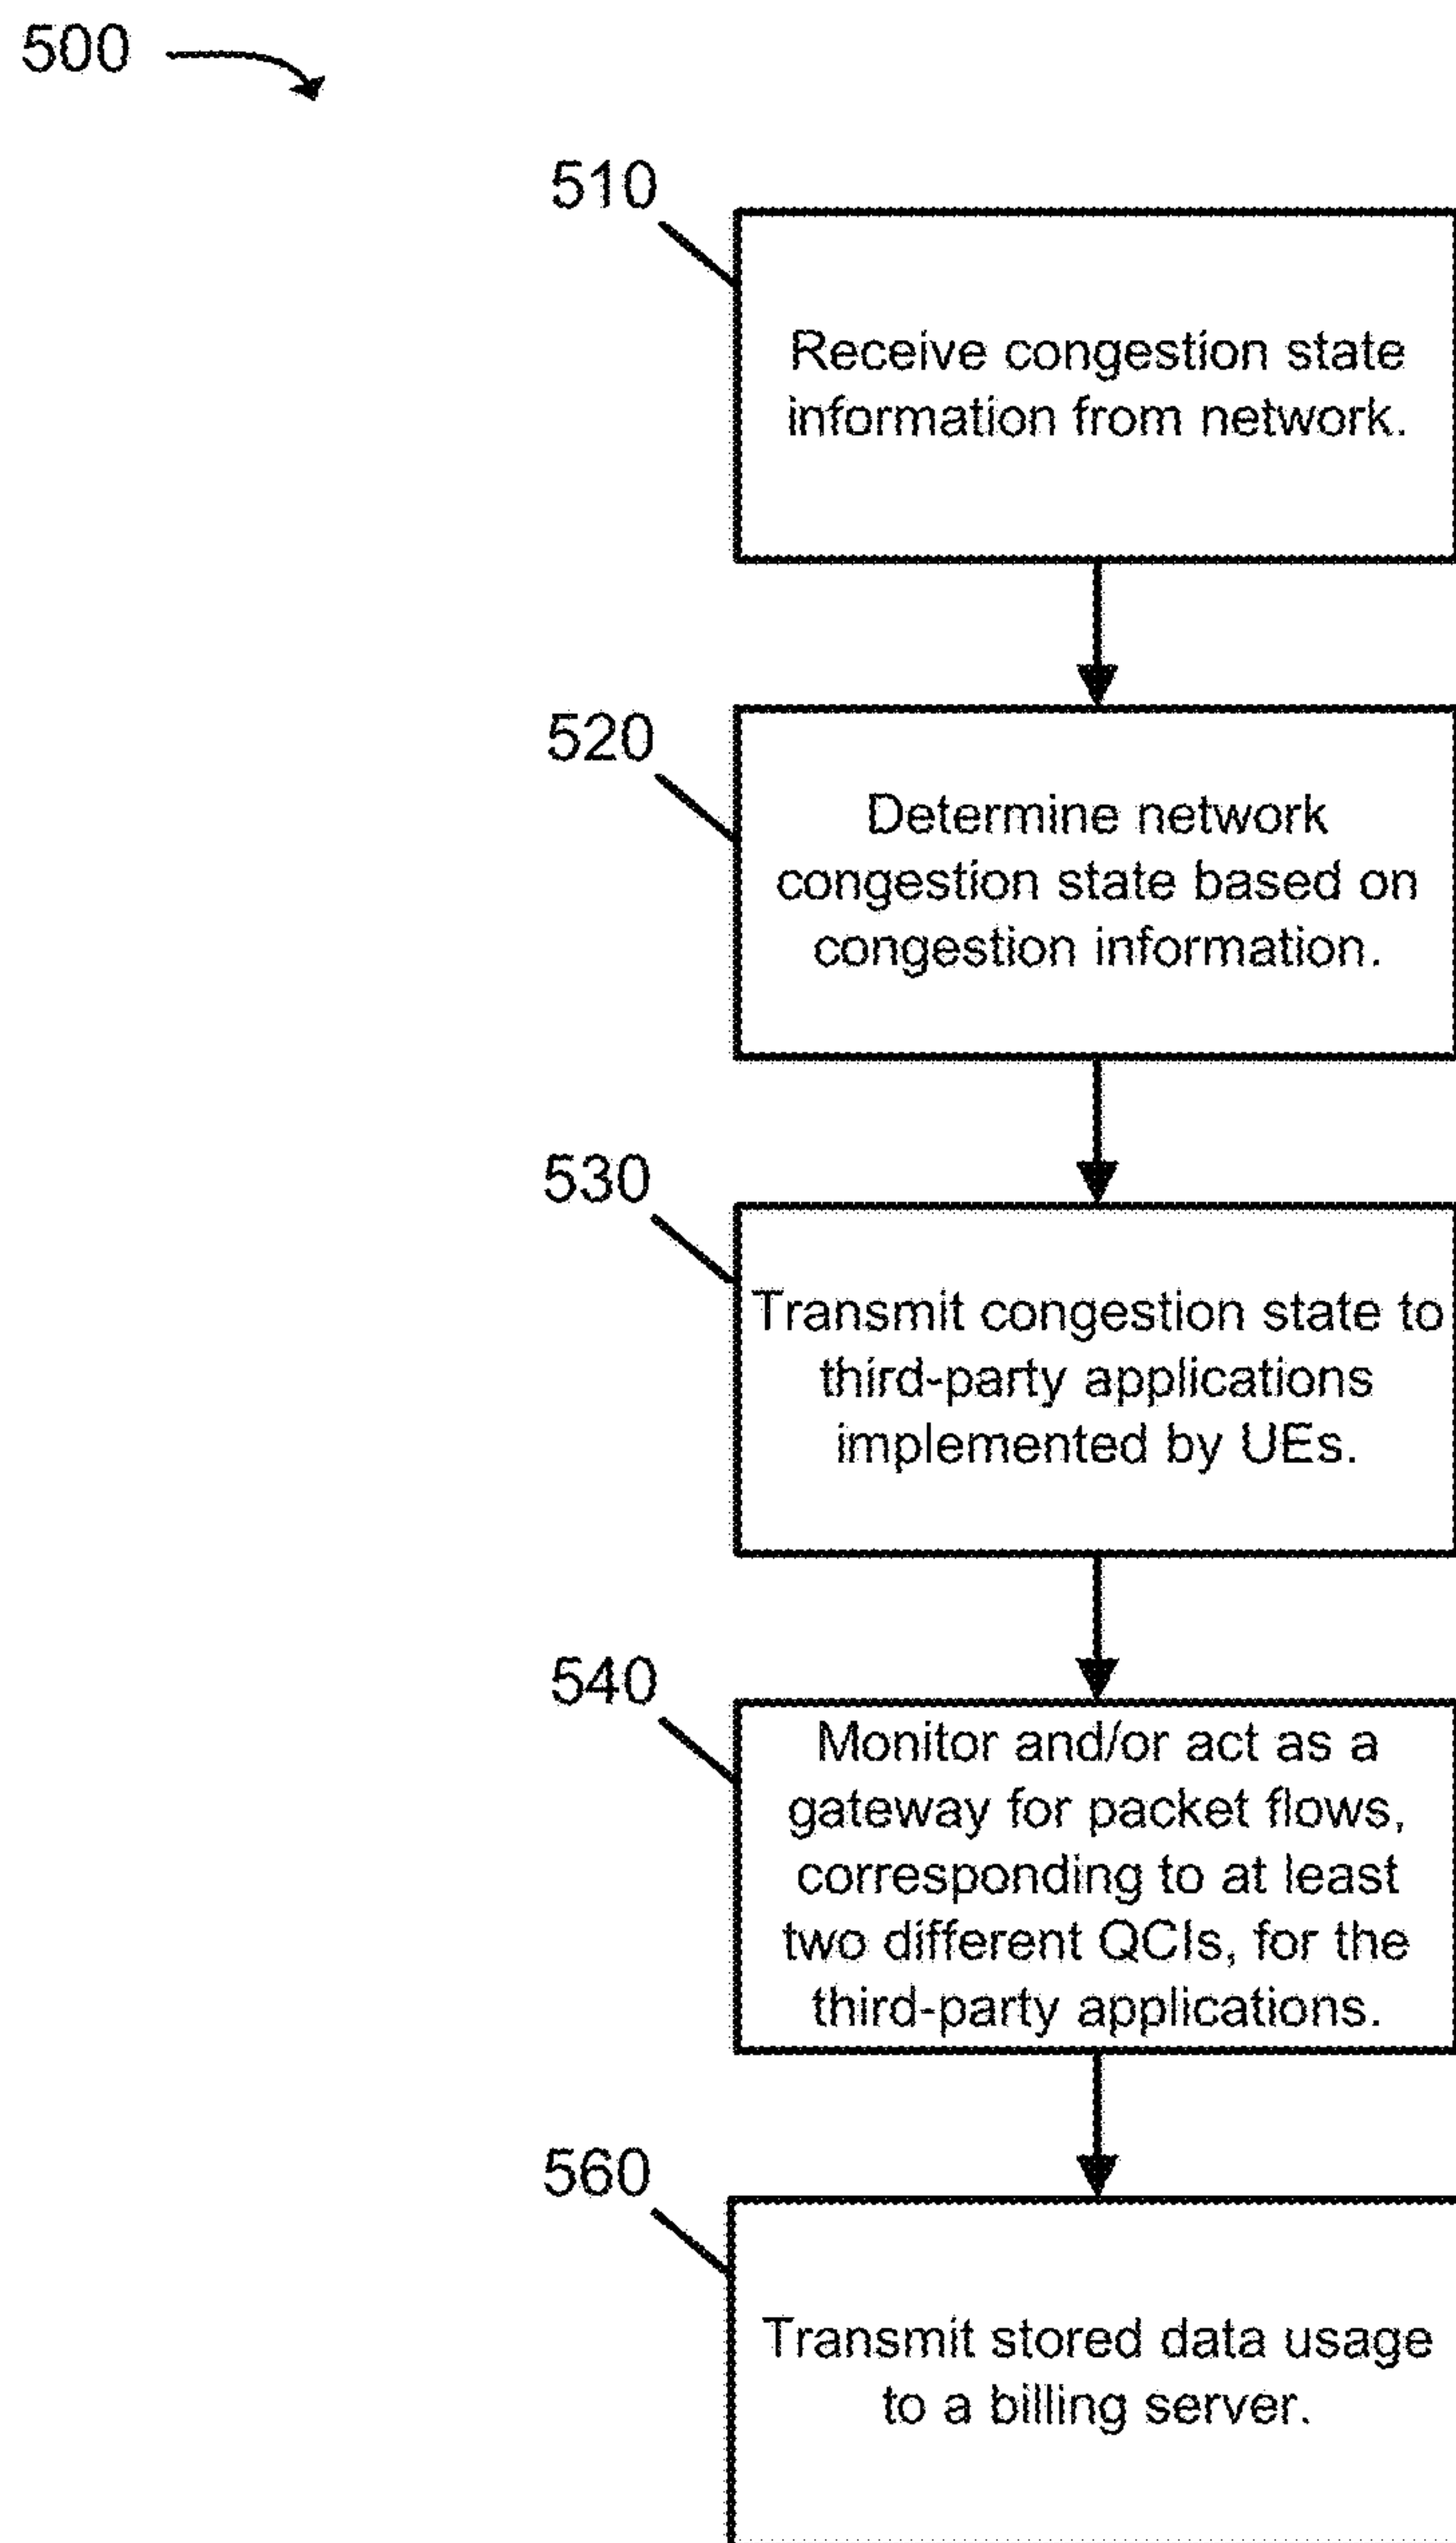 500
510
Receive congestion state
information from network.
520
Determine network
congestion state based on
congestion information.
530
Transmit congestion state to
third-party applications
implemented by UEs.
540
Monitor and/or act as a
gateway for packet flows,
corresponding to at least
two different QCIs, for the
third-party applications.
560
Transmit stored data usage
to a billing server.